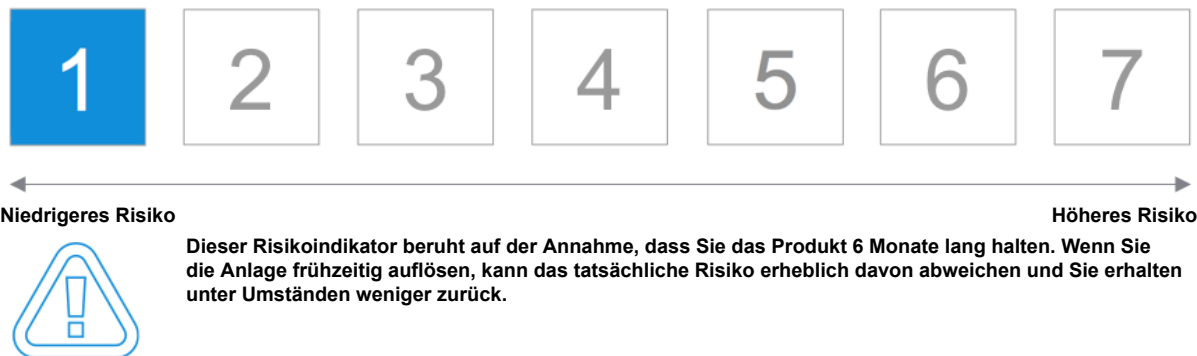 1 2 3 4 5 6 7
Niedrigeres Risiko Höheres Risiko
Dieser Risikoindikator beruht auf der Annahme, dass Sie das Produkt 6 Monate lang halten. Wenn Sie
die Anlage frühzeitig auflösen, kann das tatsächliche Risiko erheblich davon abweichen und Sie erhalten
unter Umständen weniger zurück.